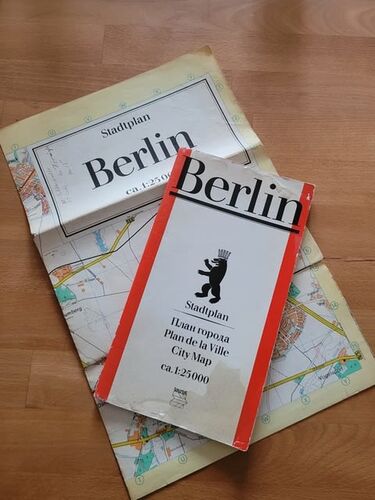 Stadtplan
Berlin
ca. 1:25 000
Berlin
Stadtplan
План города
Plan de la Ville
City Map
ca. 1:25 000